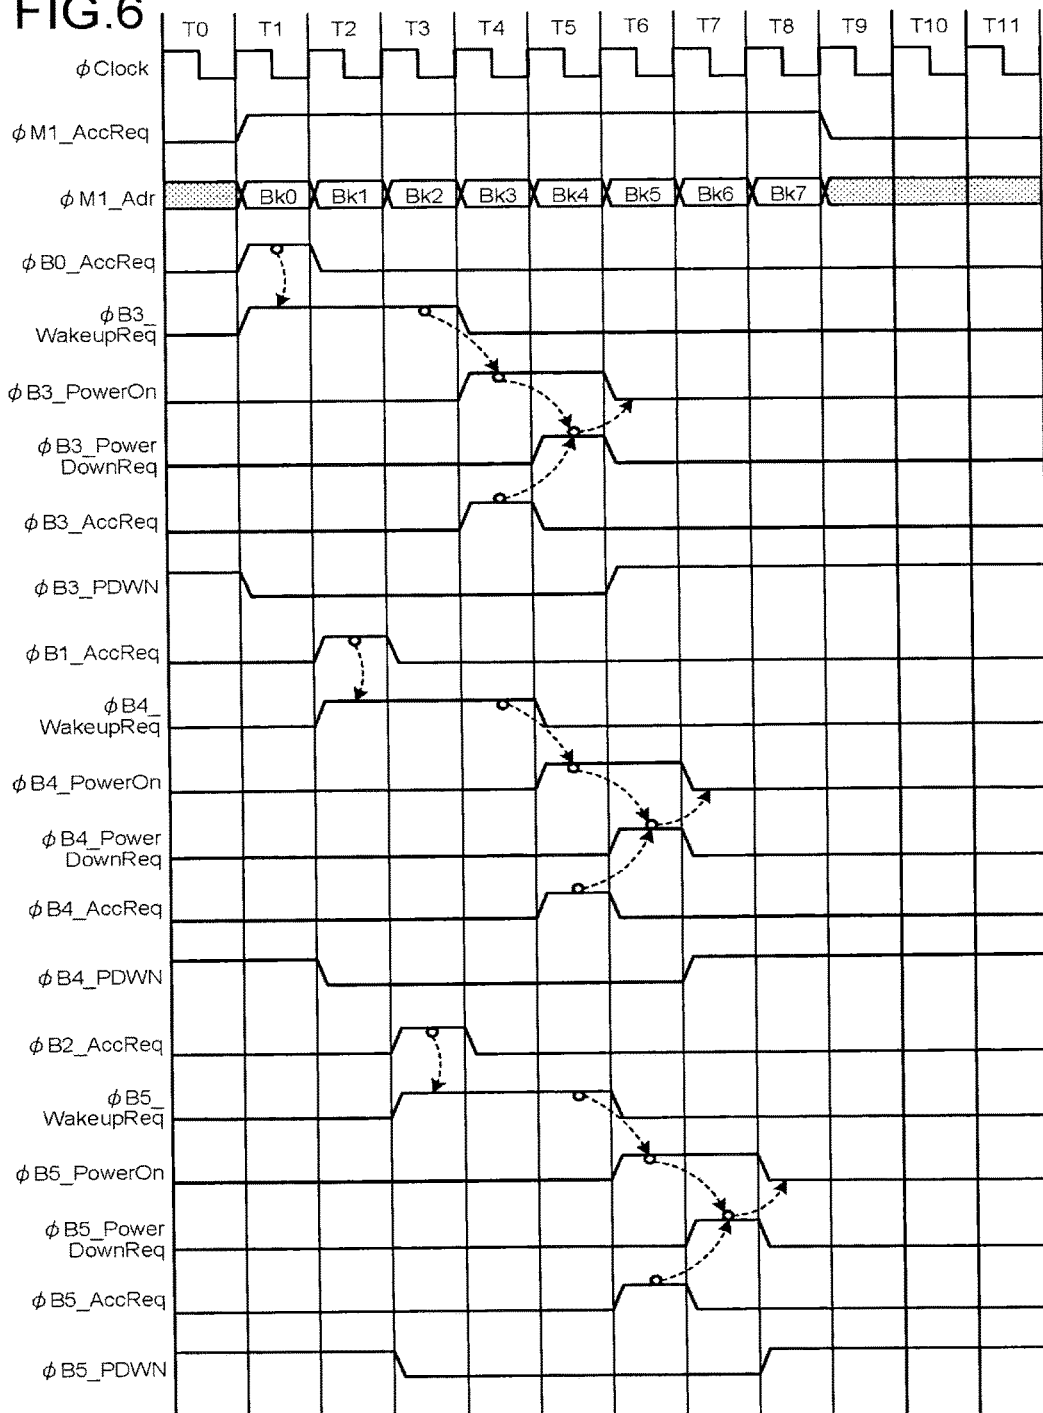 FIG.6
T0 T1 T2 T3 T4 T5 T6 T7 T8 T9 T10 T11
φClock
φM1_AccReq
φM1_Adr Bk0 Bk1 Bk2 Bk3 Bk4 Bk5 Bk6 Bk7
φB0_AccReq
φB3_
WakeupReq
φB3_PowerOn
φB3_Power
DownReq
φB3_AccReq
φB3_PDWN
φB1_AccReq
φB4_
WakeupReq
φB4_PowerOn
φB4_Power
DownReq
φB4_AccReq
φB4_PDWN
φB2_AccReq
φB5_
WakeupReq
φB5_PowerOn
φB5_Power
DownReq
φB5_AccReq
φB5_PDWN